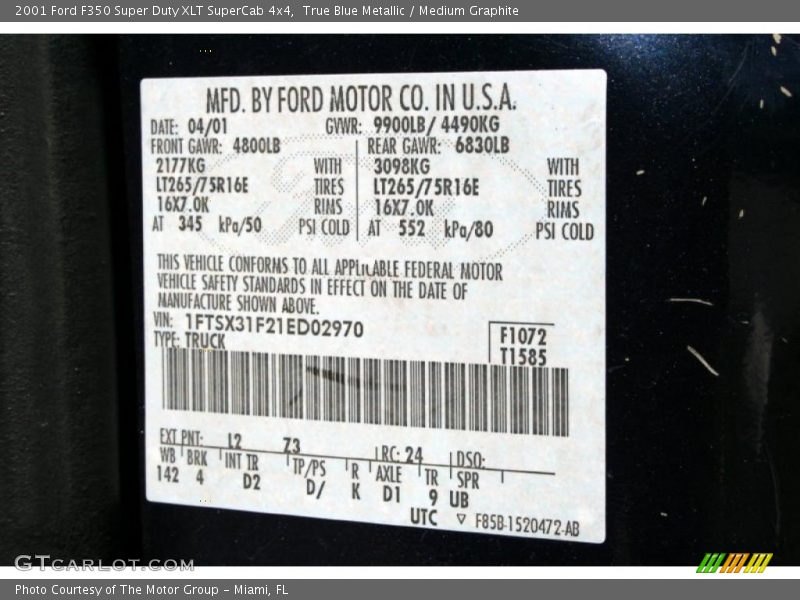 2001 Ford F350 Super Duty XLT SuperCab 4x4,  True Blue Metallic / Medium Graphite
MFD. BY FORD MOTOR CO. IN U.S.A.
DATE: 04/01 GVWR: 9900LB/ 4490KG
FRONT GAWR: 4800LB REAR GAWR: 6830LB
2177KG WITH 3098KG WITH
LT265/75R16E TIRES LT265/75R16E TIRES
16X7.0K RIMS 16X7.0K RIMS
AT 345 kPa/50 PSI COLD AT 552 kPa/80 PSI COLD
THIS VEHICLE CONFORMS TO ALL APPLICABLE FEDERAL MOTOR
VEHICLE SAFETY STANDARDS IN EFFECT ON THE DATE OF
MANUFACTURE SHOWN ABOVE.
VIN: 1FTSX31F21ED02970 F1072
TYPE: TRUCK T1585
EXT PNT: L2 Z3 RC: 24 DSO:
WB BRK INT TR TP/PS R AXLE TR SPR
142 4 D2 D/ K D1 9 UB
UTC ▽ F85B-1520472-AB
GTCARLOT.COM
Photo Courtesy of The Motor Group - Miami, FL